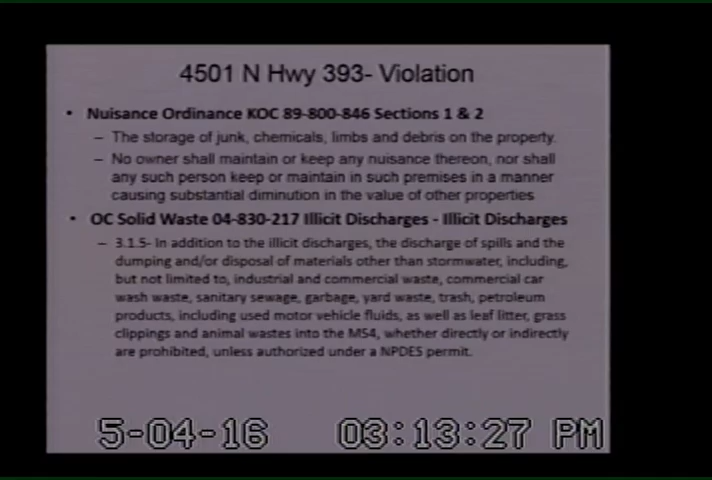 4501 N Hwy 393- Violation
• Nuisance Ordinance KOC 89-800-846 Sections 1 & 2
– The storage of junk, chemicals, limbs and debris on the property.
– No owner shall maintain or keep any nuisance thereon, nor shall
any such person keep or maintain in such premises in a manner
causing substantial diminution in the value of other properties
• OC Solid Waste 04-830-217 Illicit Discharges - Illicit Discharges
– 3.1.5- In addition to the illicit discharges, the discharge of spills and the
dumping and/or disposal of materials other than stormwater, including,
but not limited to, industrial and commercial waste, commercial car
wash waste, sanitary sewage, garbage, yard waste, trash, petroleum
products, including used motor vehicle fluids, as well as leaf litter, grass
clippings and animal wastes into the MS4, whether directly or indirectly
are prohibited, unless authorized under a NPDES permit.
5-04-16 03:13:27 PM